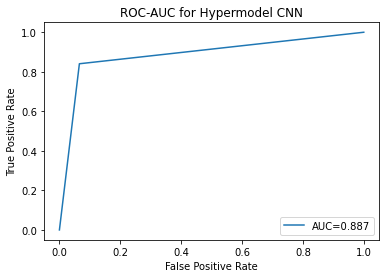 ROC-AUC for Hypermodel CNN
1.0
0.8
0.6
0.4
0.2
0.0
True Positive Rate
AUC=0.887
0.0 0.2 0.4 0.6 0.8 1.0
False Positive Rate